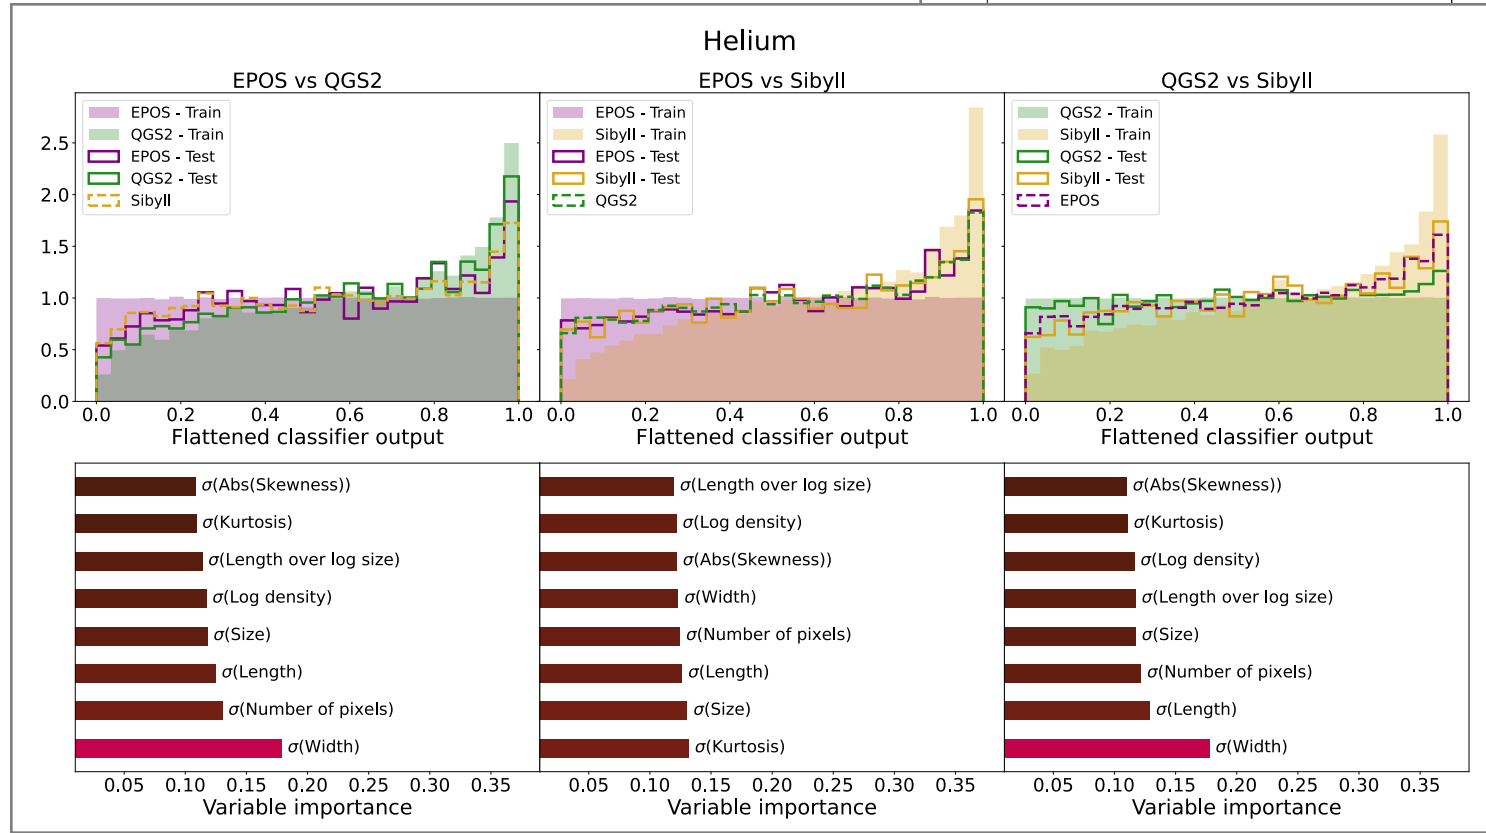 Helium
EPOS vs QGS2
EPOS - Train
QGS2 - Train
EPOS - Test
QGS2 - Test
Sibyll
0.0
0.5
1.0
1.5
2.0
2.5
0.0 0.2 0.4 0.6 0.8 1.0
Flattened classifier output
EPOS vs Sibyll
EPOS - Train
Sibyll - Train
EPOS - Test
Sibyll - Test
QGS2
0.0 0.2 0.4 0.6 0.8 1.0
Flattened classifier output
QGS2 vs Sibyll
QGS2 - Train
Sibyll - Train
QGS2 - Test
Sibyll - Test
EPOS
0.0 0.2 0.4 0.6 0.8 1.0
Flattened classifier output
σ(Abs(Skewness))
σ(Kurtosis)
σ(Length over log size)
σ(Log density)
σ(Size)
σ(Length)
σ(Number of pixels)
σ(Width)
0.05 0.10 0.15 0.20 0.25 0.30 0.35
Variable importance
σ(Length over log size)
σ(Log density)
σ(Abs(Skewness))
σ(Width)
σ(Number of pixels)
σ(Length)
σ(Size)
σ(Kurtosis)
0.05 0.10 0.15 0.20 0.25 0.30 0.35
Variable importance
σ(Abs(Skewness))
σ(Kurtosis)
σ(Log density)
σ(Length over log size)
σ(Size)
σ(Number of pixels)
σ(Length)
σ(Width)
0.05 0.10 0.15 0.20 0.25 0.30 0.35
Variable importance